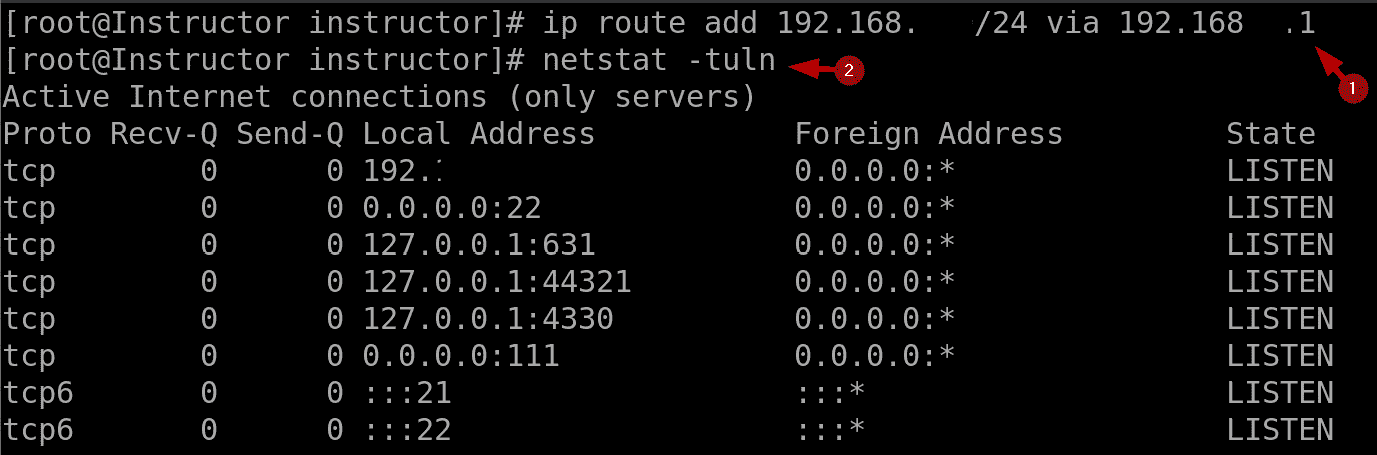 [root@Instructor instructor]# ip route add 192.168. /24 via 192.168 .1
[root@Instructor instructor]# netstat -tuln
2
1
Active Internet connections (only servers)
Proto Recv-Q Send-Q Local Address Foreign Address State
tcp 0 0 192. 0.0.0.0:* LISTEN
tcp 0 0 0.0.0.0:22 0.0.0.0:* LISTEN
tcp 0 0 127.0.0.1:631 0.0.0.0:* LISTEN
tcp 0 0 127.0.0.1:44321 0.0.0.0:* LISTEN
tcp 0 0 127.0.0.1:4330 0.0.0.0:* LISTEN
tcp 0 0 0.0.0.0:111 0.0.0.0:* LISTEN
tcp6 0 0 :::21 :::* LISTEN
tcp6 0 0 :::22 :::* LISTEN